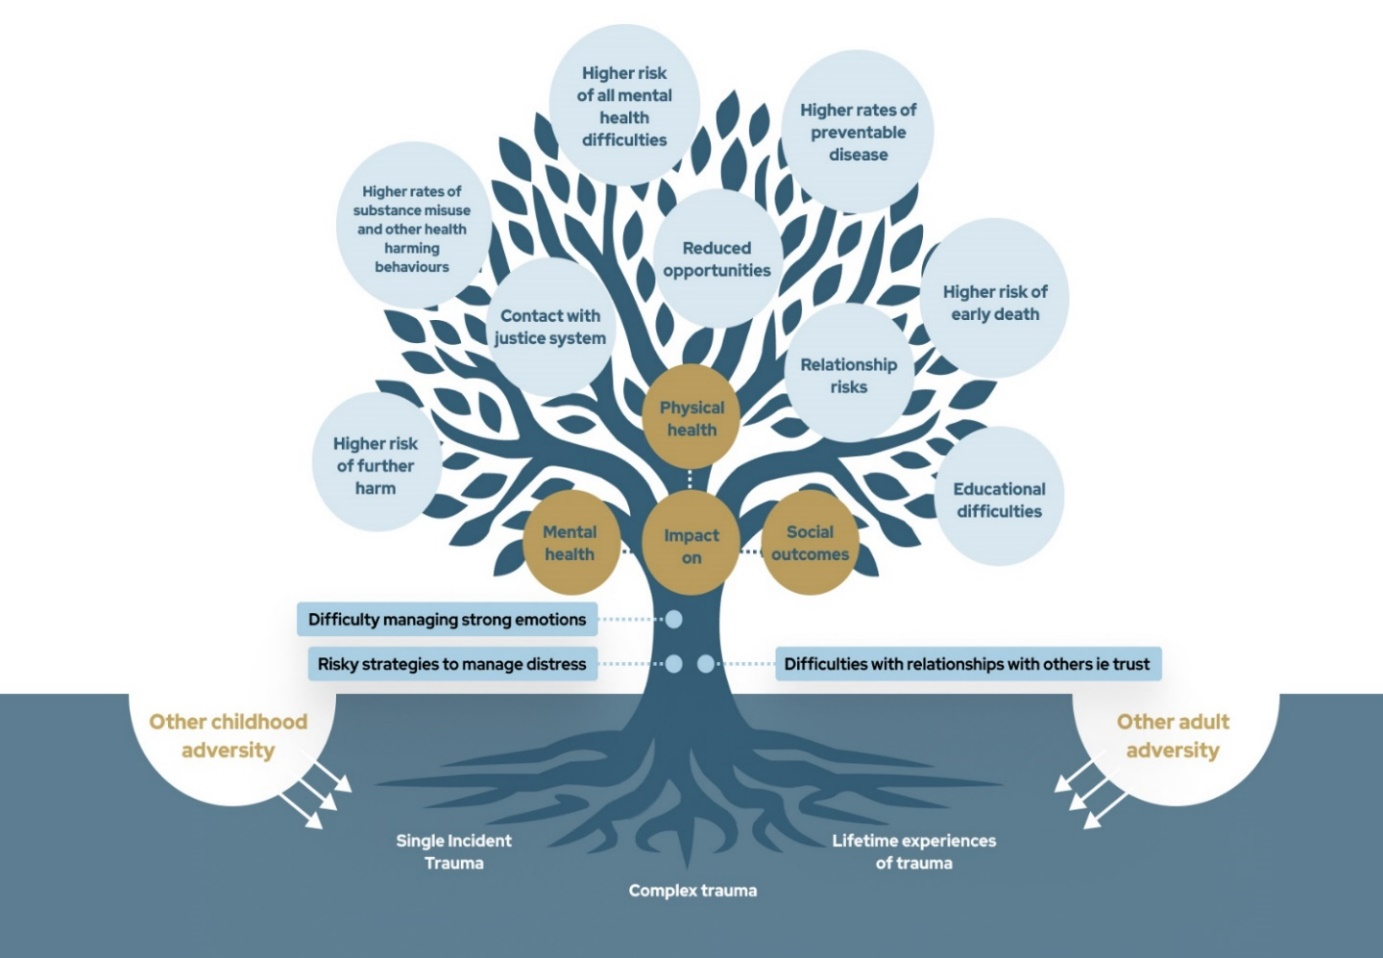 Higher risk
of all mental
health
difficulties
Higher rates of
preventable
disease
Higher rates of
substance misuse
and other health
harming
behaviours
Reduced
opportunities
Higher risk of
early death
Contact with
justice system
Relationship
risks
Physical
health
Higher risk
of further
harm
Educational
difficulties
Mental
health
Impact
on
Social
outcomes
Difficulty managing strong emotions
Risky strategies to manage distress
Difficulties with relationships with others ie trust
Other childhood
adversity
Other adult
adversity
Single Incident
Trauma
Lifetime experiences
of trauma
Complex trauma